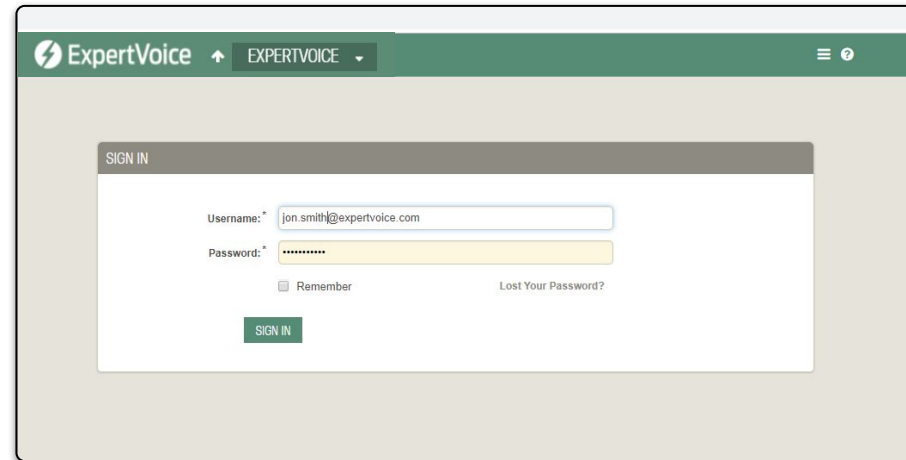 ExpertVoice EXPERTVOICE
SIGN IN
Username:* jon.smith@expertvoice.com
Password:* •••••••••••
Remember Lost Your Password?
SIGN IN